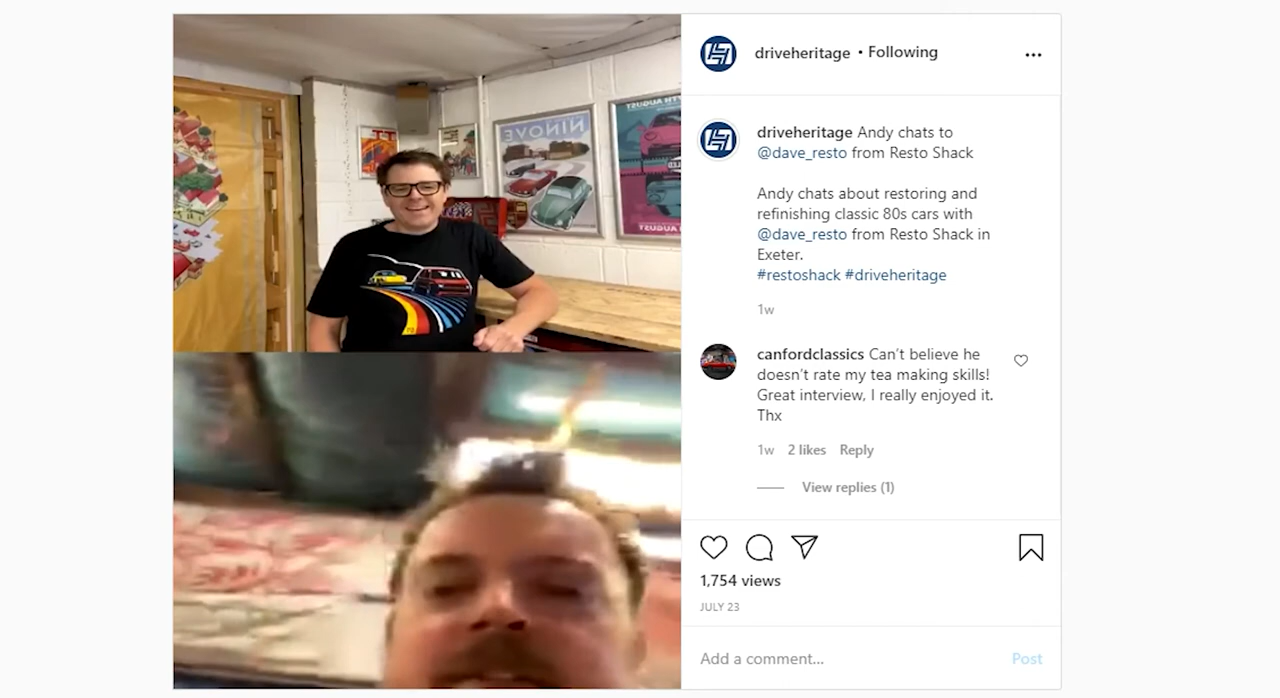 driveheritage • Following
driveheritage Andy chats to
@dave_resto from Resto Shack
Andy chats about restoring and
refinishing classic 80s cars with
@dave_resto from Resto Shack in
Exeter.
#restoshack #driveheritage
1w
canfordclassics Can’t believe he
doesn’t rate my tea making skills!
Great interview, I really enjoyed it.
Thx
1w 2 likes Reply
View replies (1)
1,754 views
JULY 23
Add a comment... Post
NINOVE
TT
AUGUST